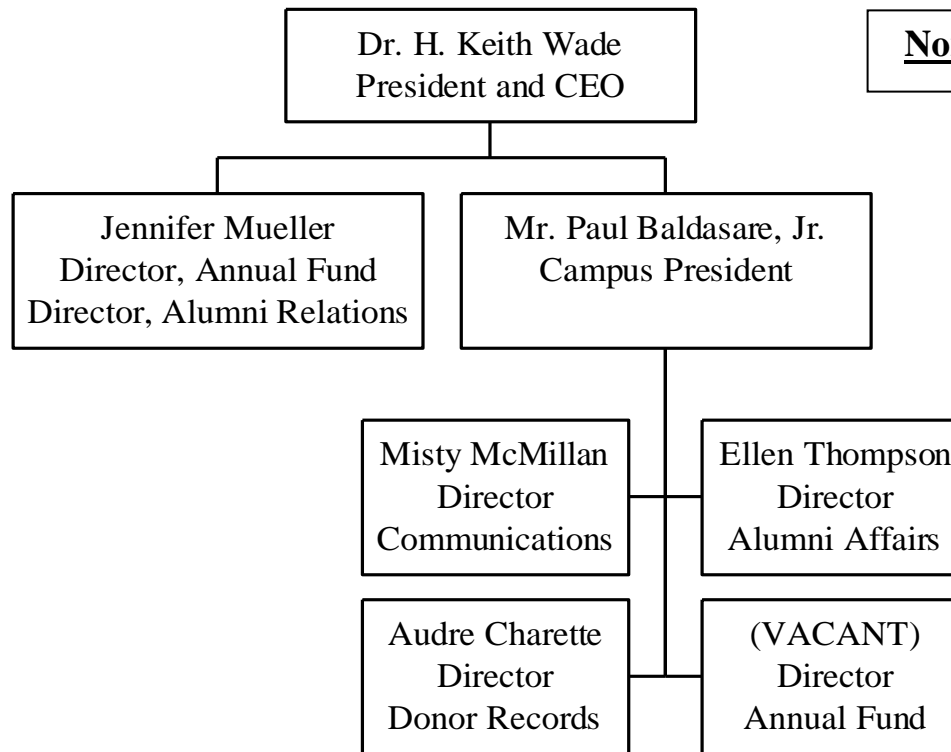 Dr. H. Keith Wade
President and CEO
Jennifer Mueller
Director, Annual Fund
Director, Alumni Relations
Mr. Paul Baldasare, Jr.
Campus President
Misty McMillan
Director
Communications
Ellen Thompson
Director
Alumni Affairs
Audre Charette
Director
Donor Records
(VACANT)
Director
Annual Fund